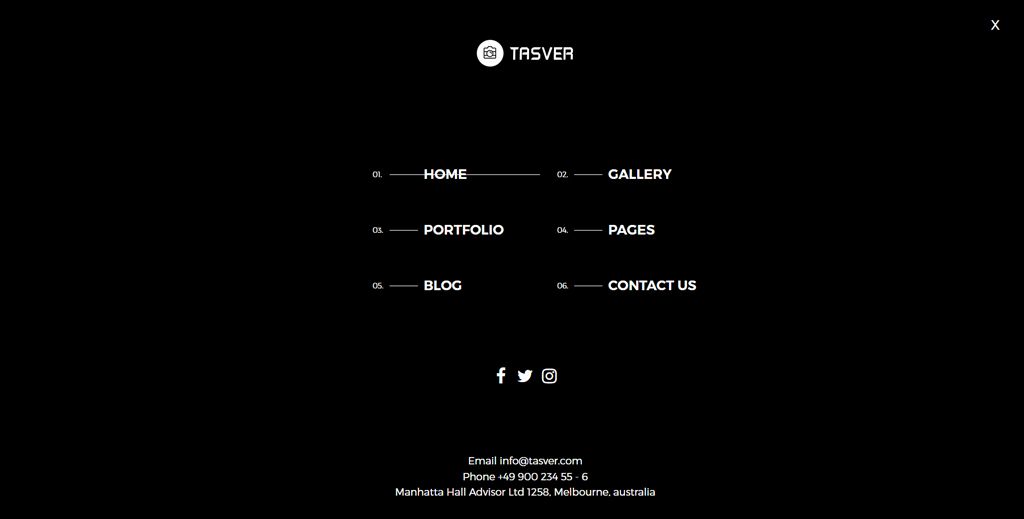 X
TASVER
01. HOME 02. GALLERY
03. PORTFOLIO 04. PAGES
05. BLOG 06. CONTACT US
Email info@tasver.com
Phone +49 900 234 55 - 6
Manhatta Hall Advisor Ltd 1258, Melbourne, australia